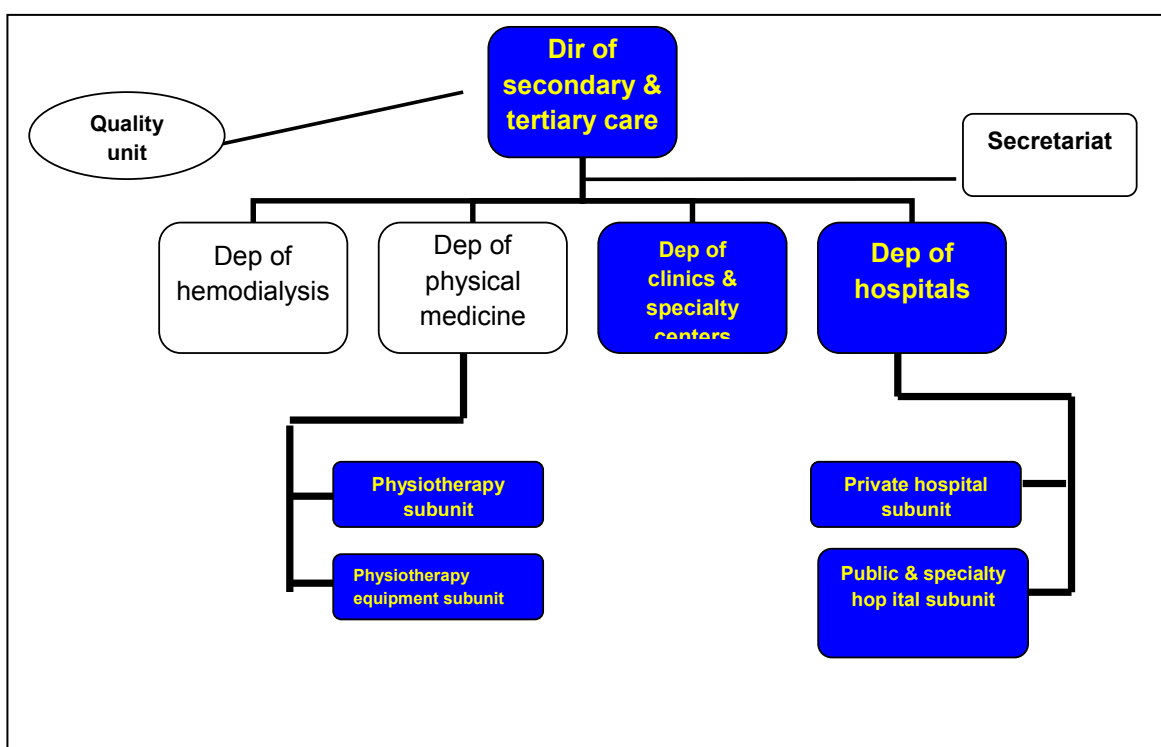 Dir of
secondary &
tertiary care
Quality
unit
Secretariat
Dep of
hemodialysis
Dep of
physical
medicine
Dep of
clinics &
specialty
centers
Dep of
hospitals
Physiotherapy
subunit
Physiotherapy
equipment subunit
Private hospital
subunit
Public & specialty
hop ital subunit